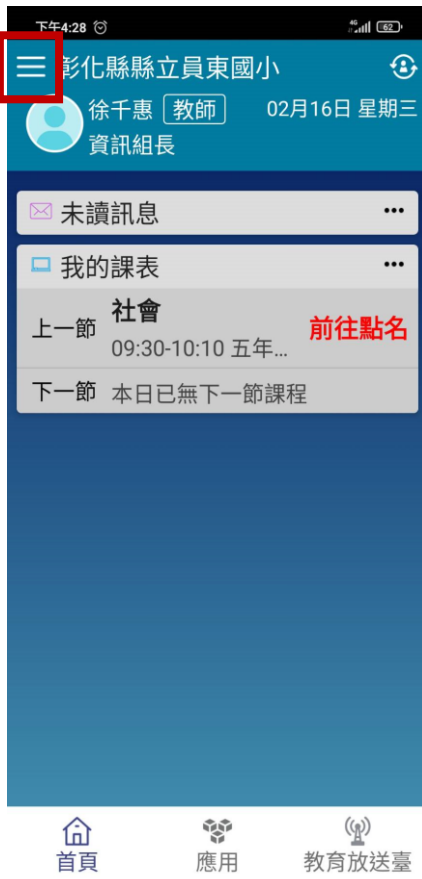 下午4:28
4G 62
彰化縣縣立員東國小
徐千惠 教師 02月16日 星期三
資訊組長
未讀訊息
我的課表
上一節 社會 前往點名
09:30-10:10 五年...
下一節 本日已無下一節課程
首頁 應用 教育放送臺